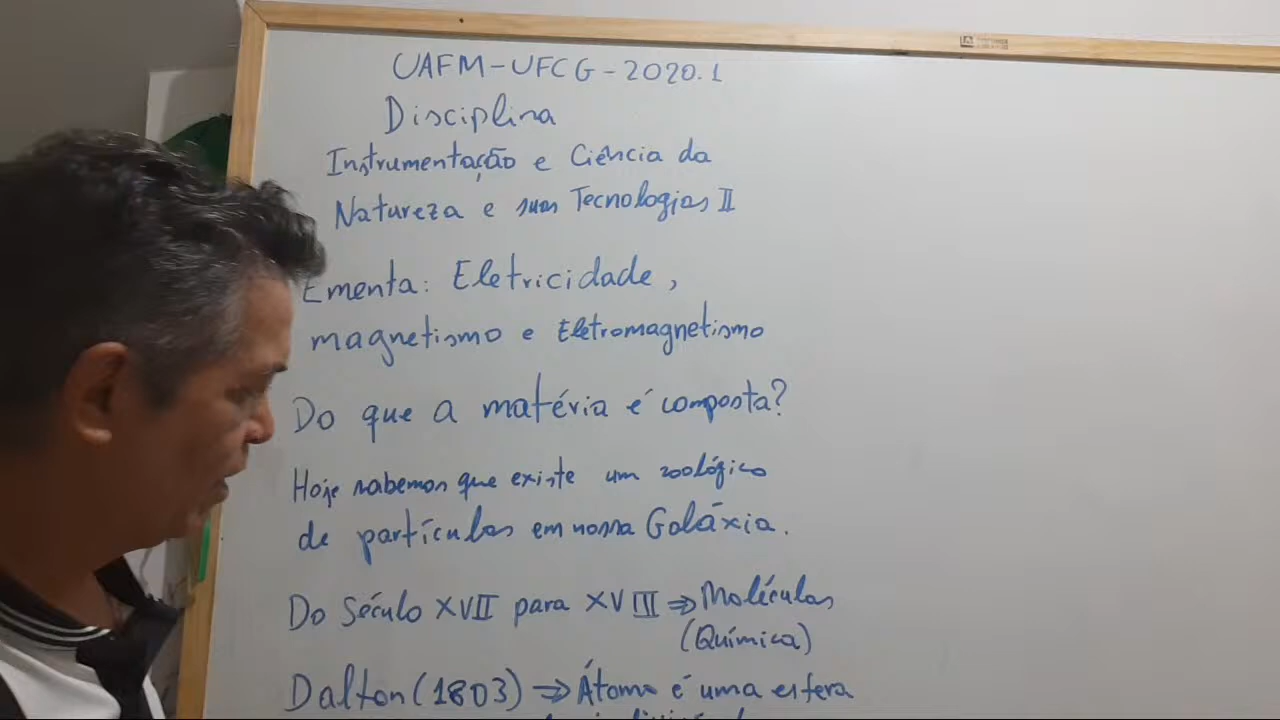 UAFM-UFCG-2020.1
Disciplina
Instrumentação e Ciência da
Natureza e suas Tecnologias II
Ementa: Eletricidade,
magnetismo e Eletromagnetismo
Do que a matéria é composta?
Hoje sabemos que existe um zoológico
de partículas em nossa Galáxia.
Do Século XVII para XVIII ⇒ Moléculas
(Química)
Dalton (1803) ⇒ Átomo é uma esfera